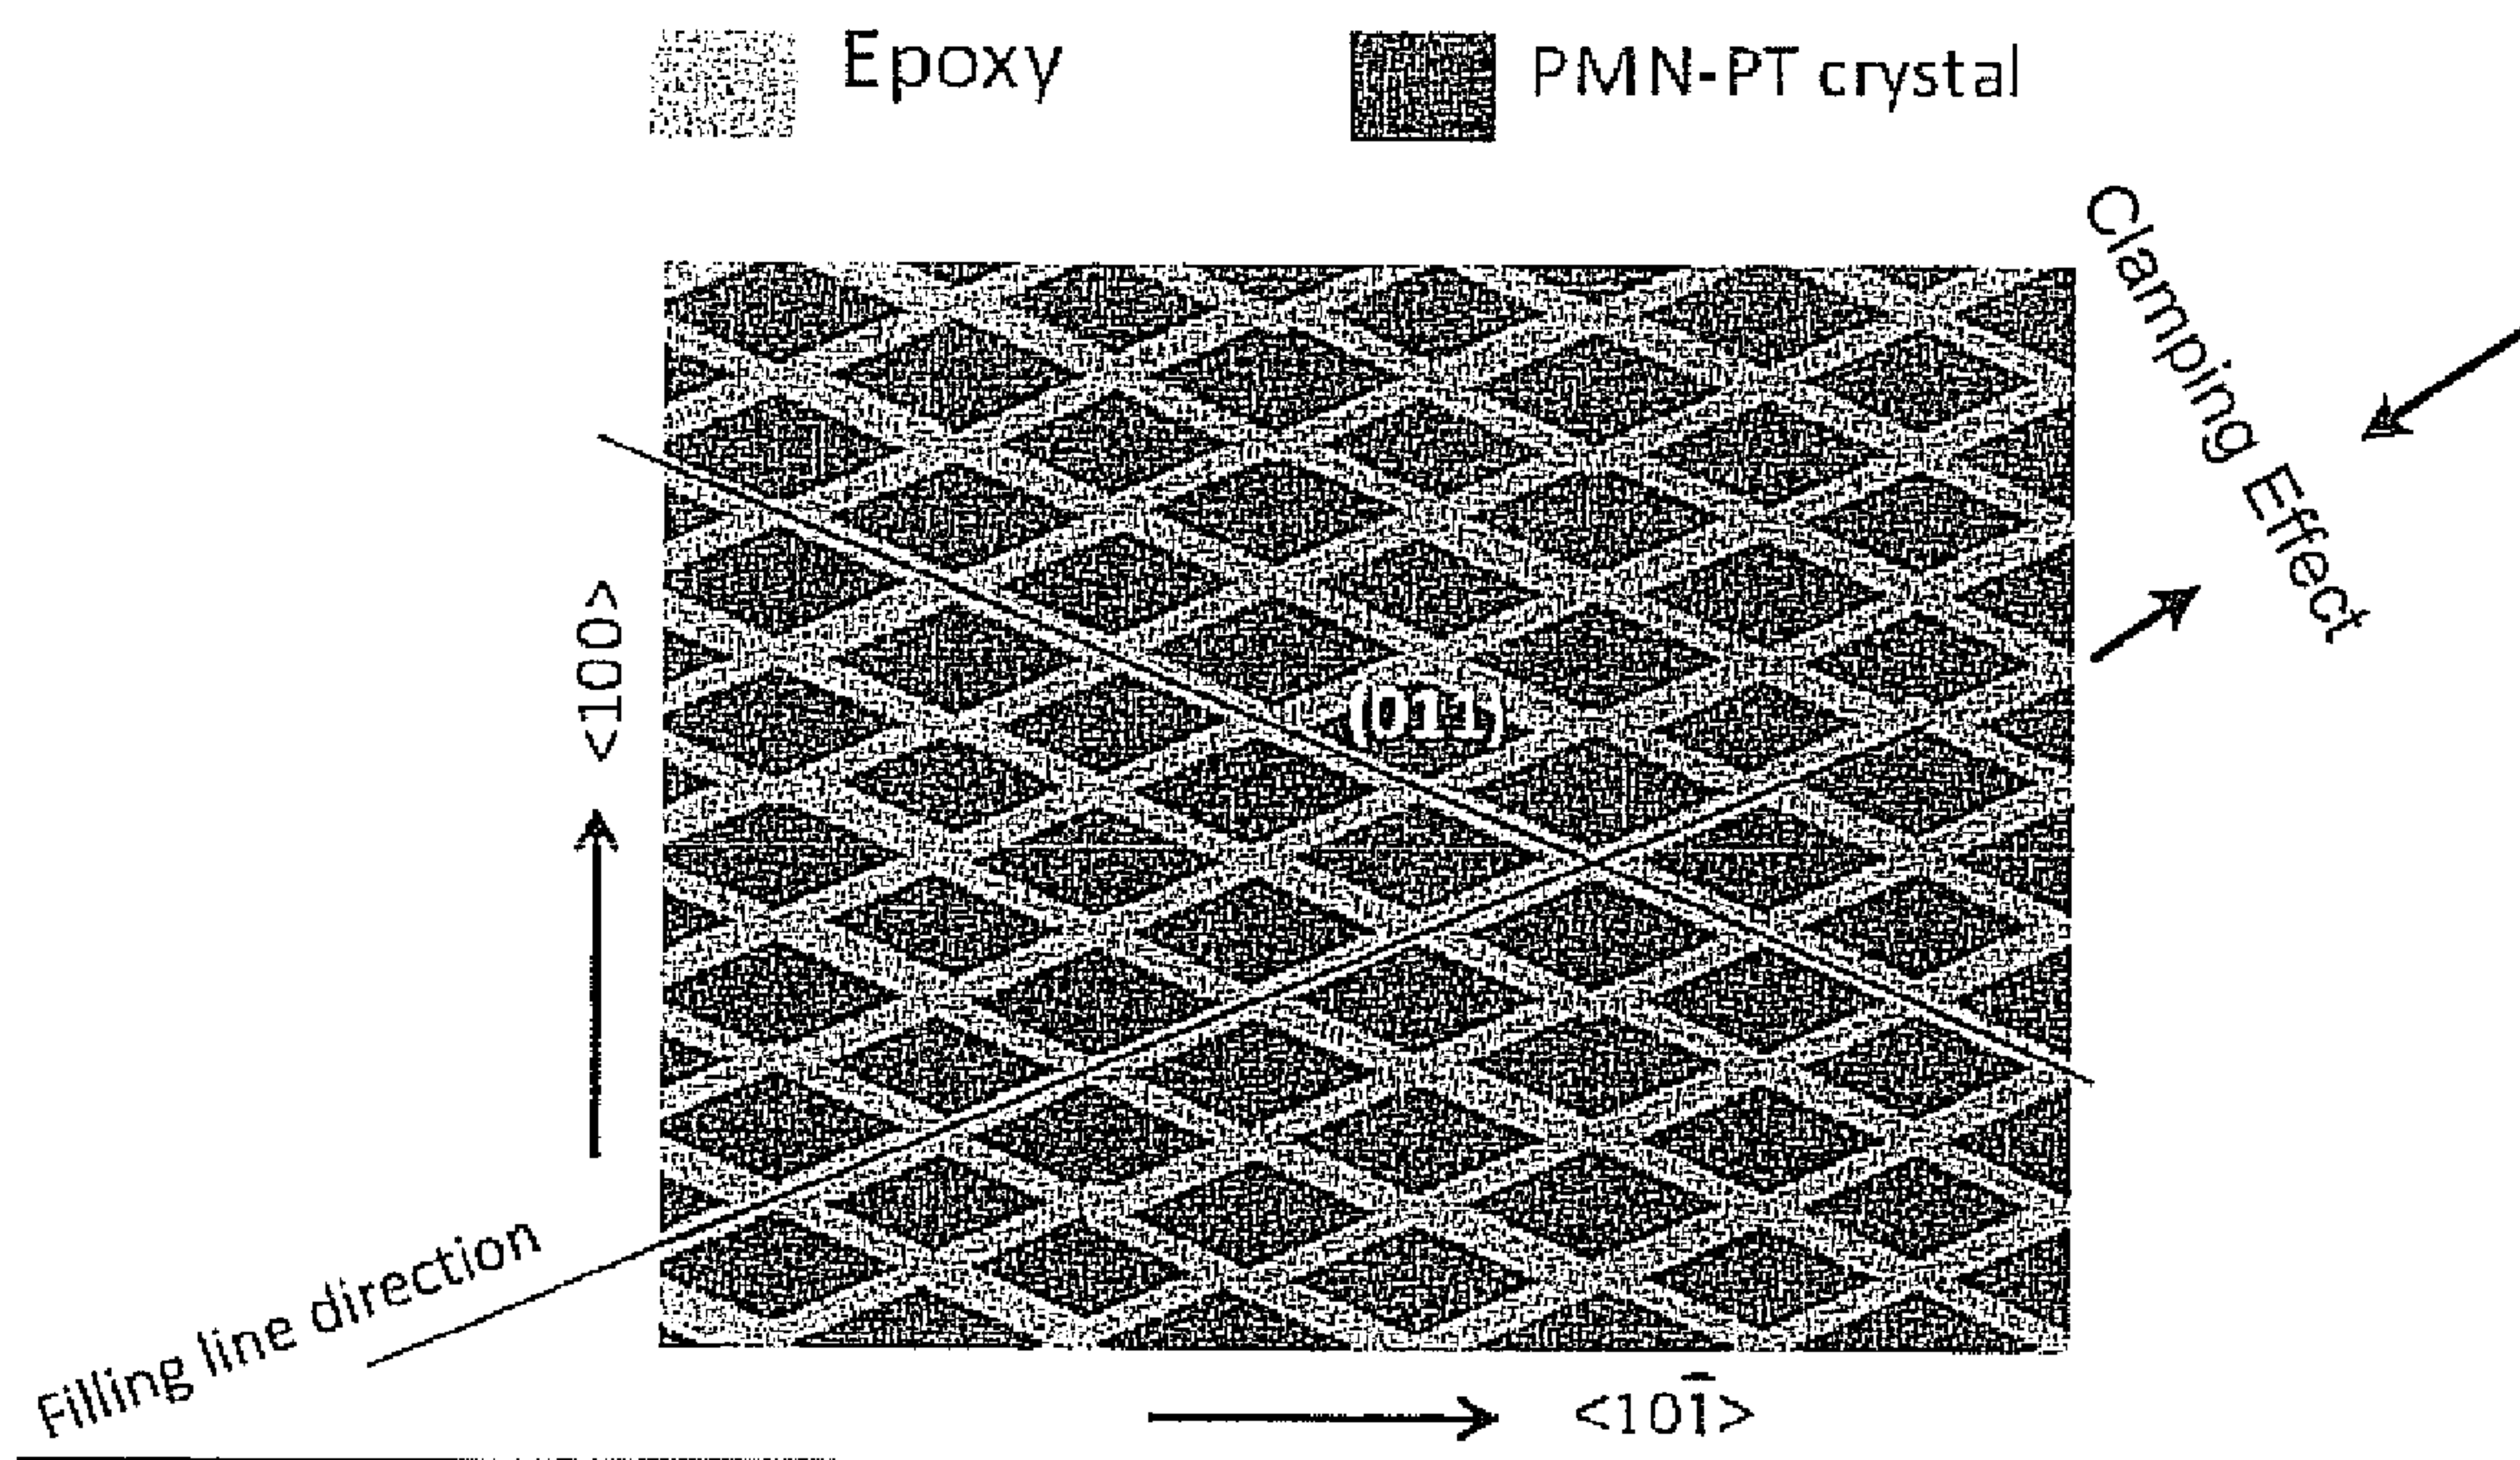 Epoxy
PMN-PT crystal
Clamping Effect
<100>
(011)
Filling line direction
<101̄>